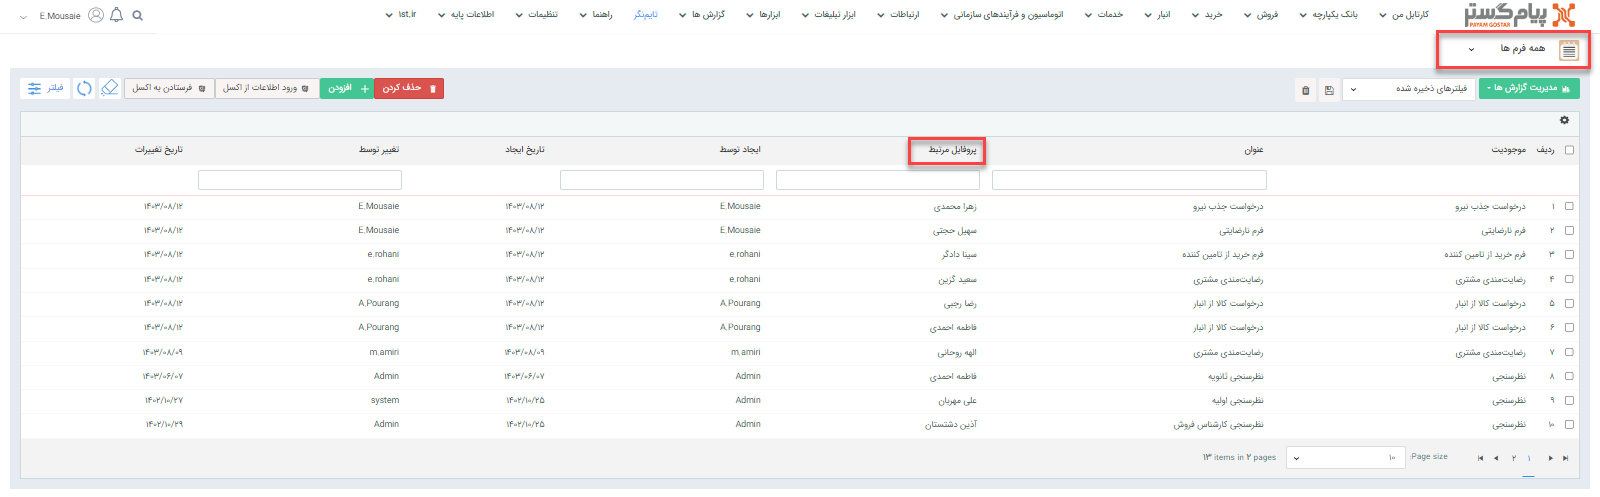 پیام گستر PAYAM GOSTAR کارتابل من بانک یکپارچه فروش خرید انبار خدمات اتوماسیون و فرآیندهای سازمانی ارتباطات ابزار تبلیغات ابزارها گزارش ها تایم‌نگر راهنما تنظیمات اطلاعات پایه 1st.ir E.Mousaie
همه فرم ها
مدیریت گزارش ها فیلترهای ذخیره شده حذف کردن افزودن ورود اطلاعات از اکسل فرستادن به اکسل فیلتر
ردیف موجودیت عنوان پروفایل مرتبط ایجاد توسط تاریخ ایجاد تغییر توسط تاریخ تغییرات
۱ درخواست جذب نیرو درخواست جذب نیرو زهرا محمدی E.Mousaie ۱۴۰۳/۰۸/۱۲ E.Mousaie ۱۴۰۳/۰۸/۱۲
۲ فرم نارضایتی فرم نارضایتی سهیل حجتی E.Mousaie ۱۴۰۳/۰۸/۱۲ E.Mousaie ۱۴۰۳/۰۸/۱۲
۳ فرم خرید از تامین کننده فرم خرید از تامین کننده سینا دادگر e.rohani ۱۴۰۳/۰۸/۱۲ e.rohani ۱۴۰۳/۰۸/۱۲
۴ رضایت‌مندی مشتری رضایت‌مندی مشتری سعید گزین e.rohani ۱۴۰۳/۰۸/۱۲ e.rohani ۱۴۰۳/۰۸/۱۲
۵ درخواست کالا از انبار درخواست کالا از انبار رضا رجبی A.Pourang ۱۴۰۳/۰۸/۱۲ A.Pourang ۱۴۰۳/۰۸/۱۲
۶ درخواست کالا از انبار درخواست کالا از انبار فاطمه احمدی A.Pourang ۱۴۰۳/۰۸/۱۲ A.Pourang ۱۴۰۳/۰۸/۱۲
۷ رضایت‌مندی مشتری رضایت‌مندی مشتری الهه روحانی m.amiri ۱۴۰۳/۰۸/۰۹ m.amiri ۱۴۰۳/۰۸/۰۹
۸ نظرسنجی نظرسنجی ثانویه فاطمه احمدی Admin ۱۴۰۳/۰۶/۰۷ Admin ۱۴۰۳/۰۶/۰۷
۹ نظرسنجی نظرسنجی اولیه علی مهربان Admin ۱۴۰۲/۱۰/۲۵ system ۱۴۰۲/۱۰/۲۷
۱۰ نظرسنجی نظرسنجی کارشناس فروش آذین دشتستان Admin ۱۴۰۲/۱۰/۲۵ Admin ۱۴۰۲/۱۰/۲۹
۱ ۲ Page size: ۱۰ ۱۳ items in ۲ pages